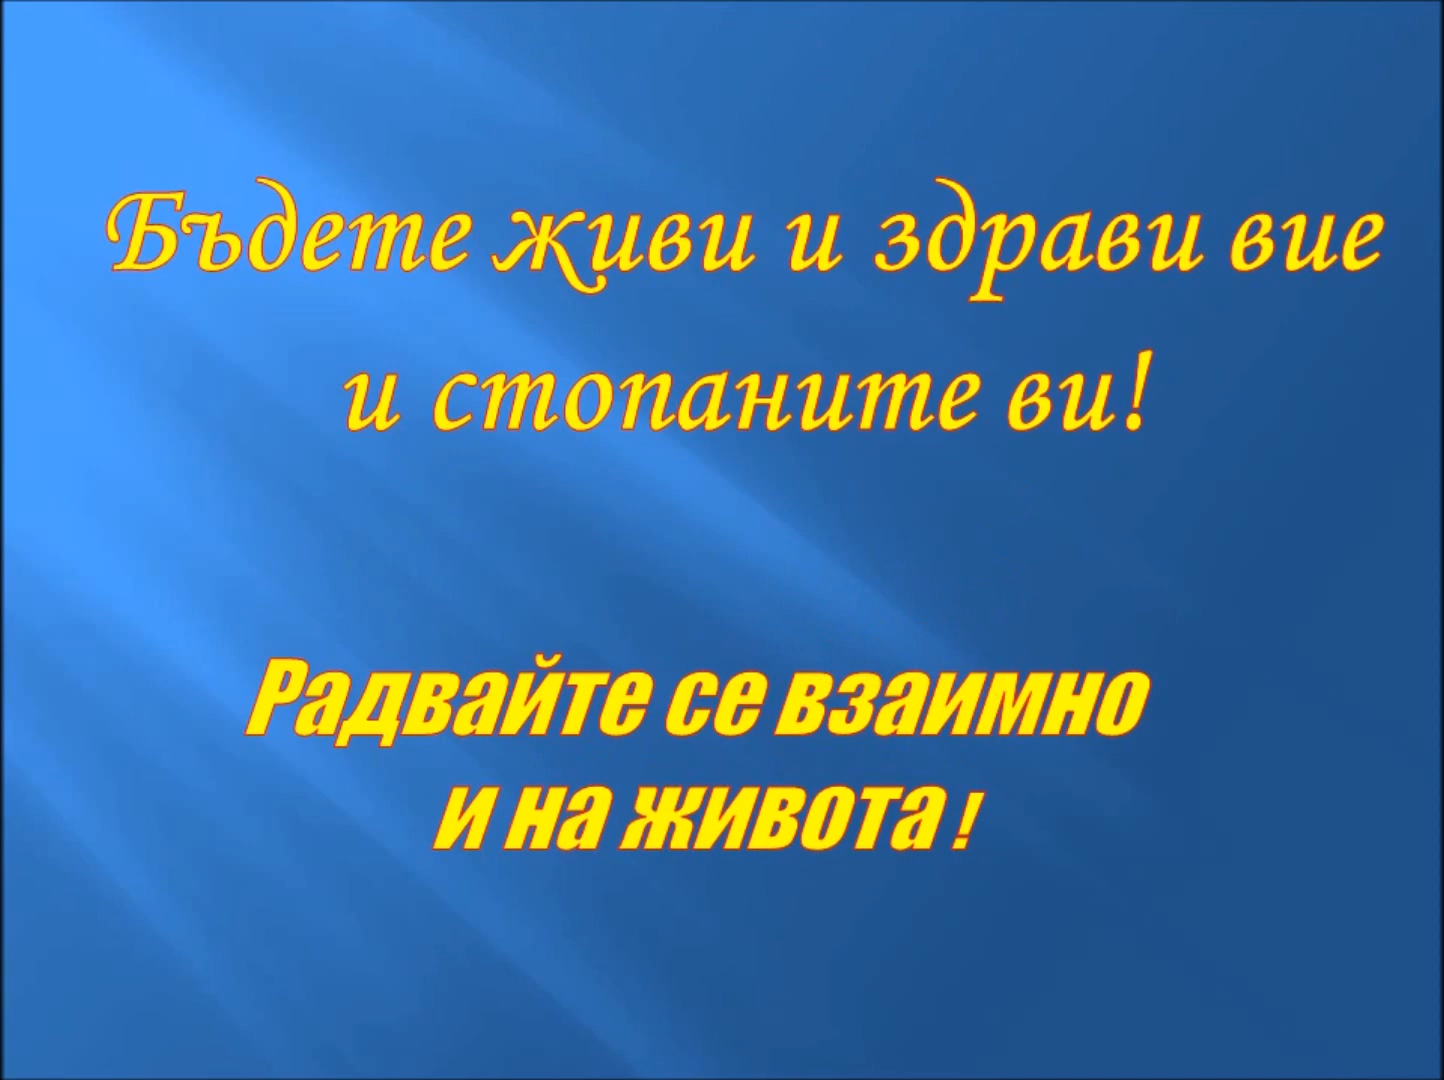 Бъдете живи и здрави вие
и стопаните ви!
Радвайте се взаимно
и на живота !